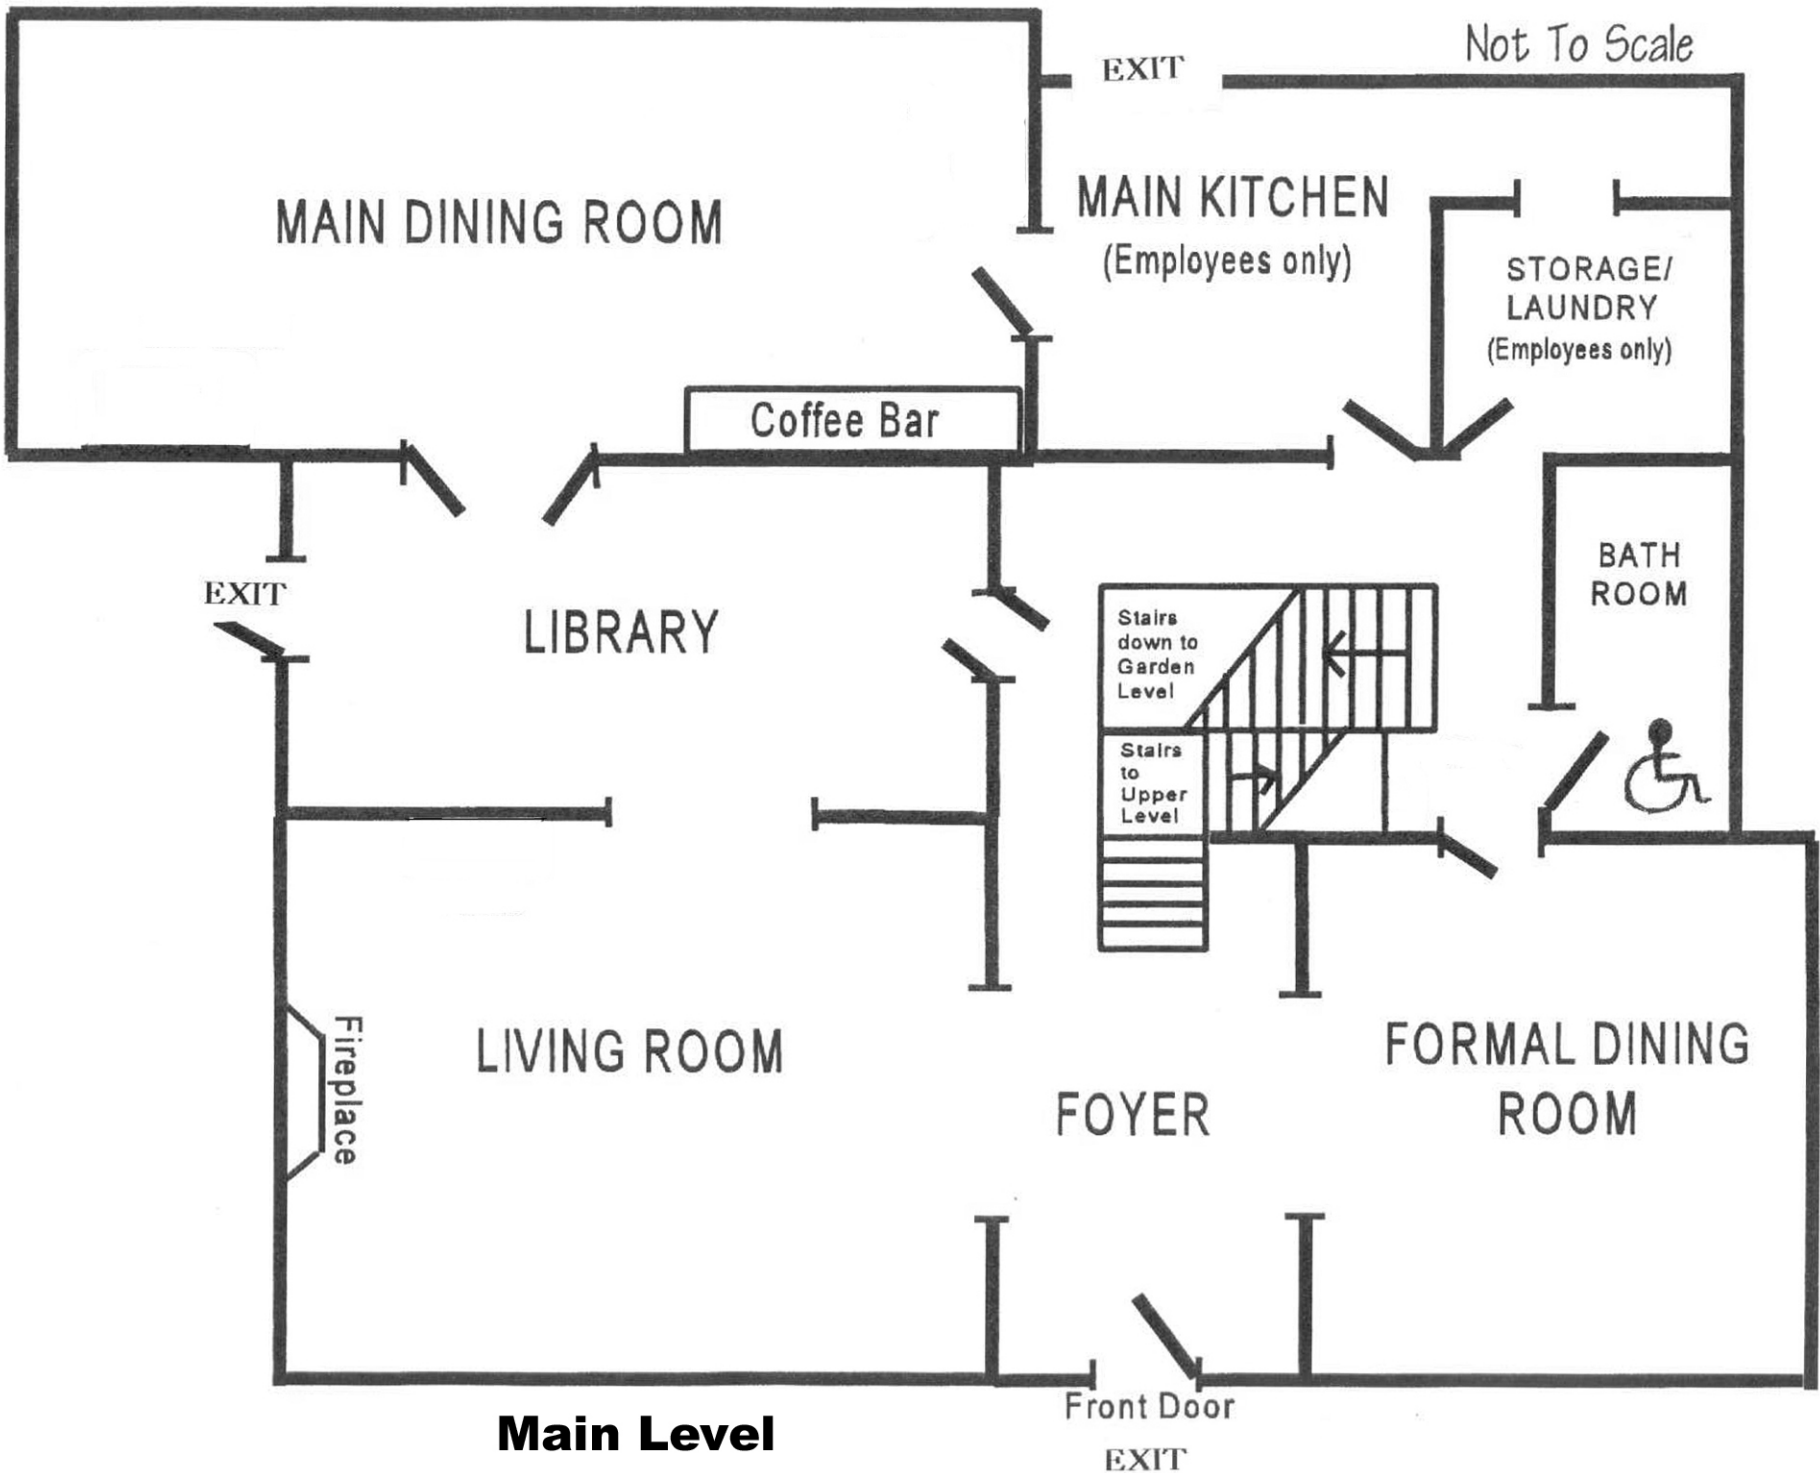 Not To Scale
EXIT
MAIN DINING ROOM
MAIN KITCHEN
(Employees only)
STORAGE/
LAUNDRY
(Employees only)
Coffee Bar
EXIT
LIBRARY
Stairs
down to
Garden
Level
BATH
ROOM
Stairs
to
Upper
Level
Fireplace
LIVING ROOM
FOYER
FORMAL DINING
ROOM
Front Door
EXIT
Main Level